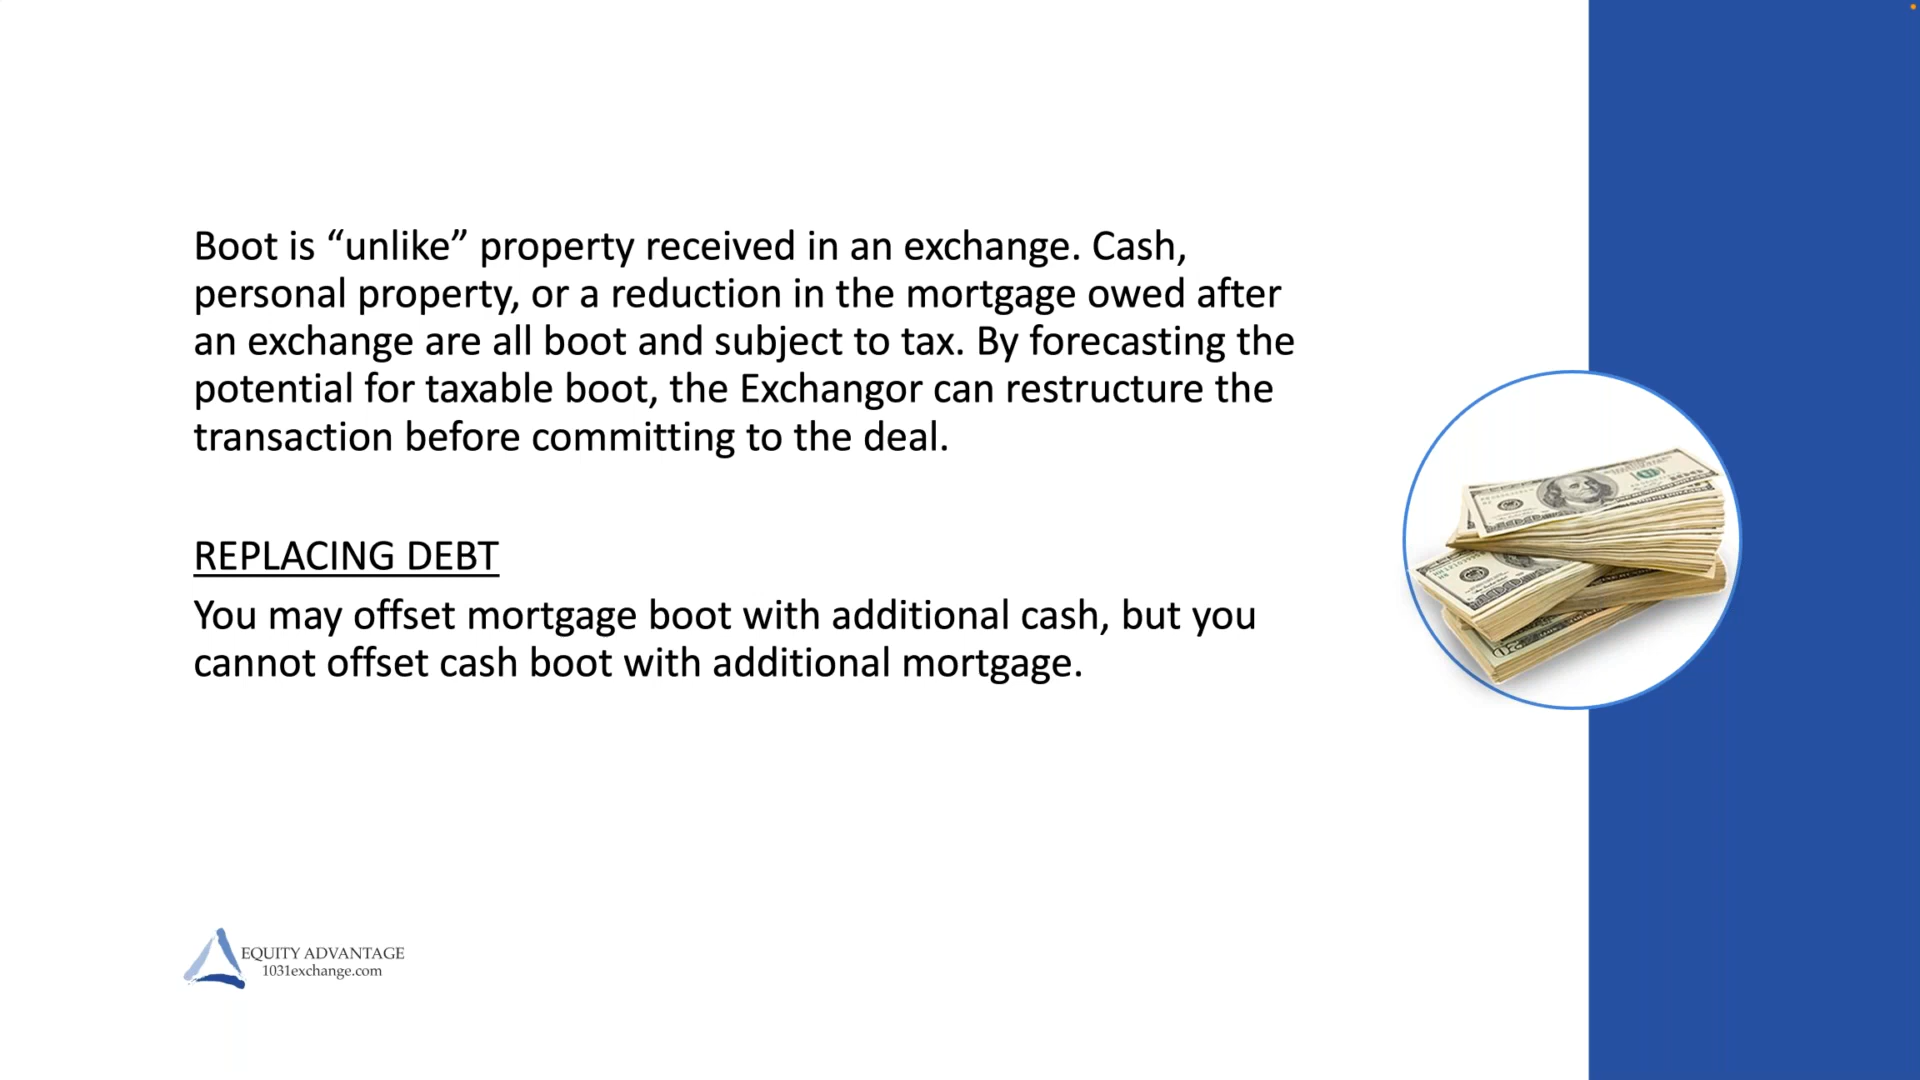 Boot is “unlike” property received in an exchange. Cash,
personal property, or a reduction in the mortgage owed after
an exchange are all boot and subject to tax. By forecasting the
potential for taxable boot, the Exchangor can restructure the
transaction before committing to the deal.
REPLACING DEBT
You may offset mortgage boot with additional cash, but you
cannot offset cash boot with additional mortgage.
EQUITY ADVANTAGE
1031exchange.com